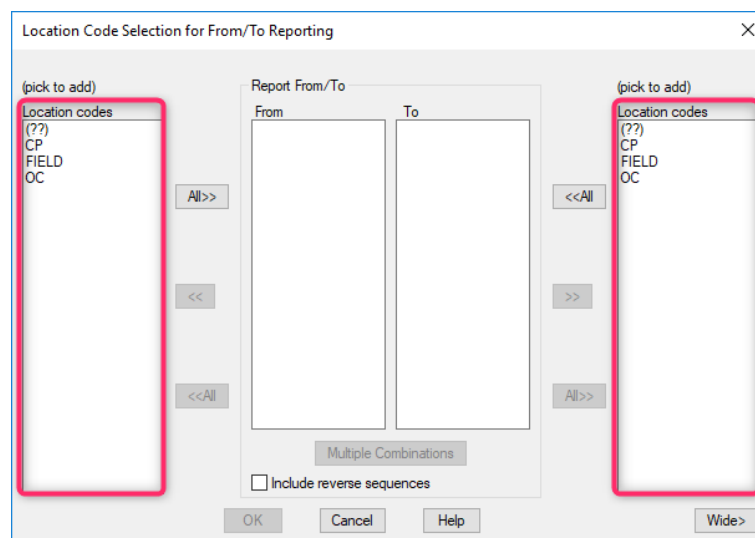 Location Code Selection for From/To Reporting
(pick to add)
Location codes
(??)
CP
FIELD
OC
All>>
<<
<<All
Report From/To
From
To
Multiple Combinations
Include reverse sequences
(pick to add)
Location codes
(??)
CP
FIELD
OC
<<All
>>
All>>
OK
Cancel
Help
Wide>